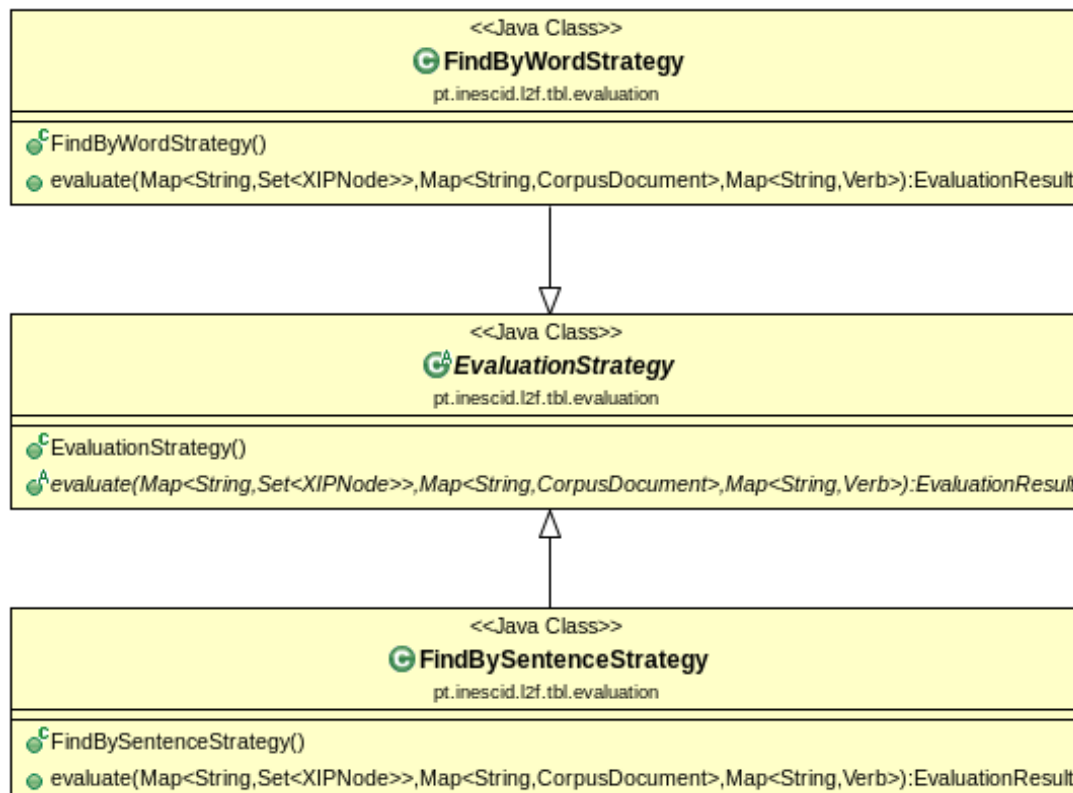 <<Java Class>>
FindByWordStrategy
pt.inescid.l2f.tbl.evaluation
FindByWordStrategy()
evaluate(Map<String,Set<XIPNode>>,Map<String,CorpusDocument>,Map<String,Verb>):EvaluationResult
<<Java Class>>
EvaluationStrategy
pt.inescid.l2f.tbl.evaluation
EvaluationStrategy()
evaluate(Map<String,Set<XIPNode>>,Map<String,CorpusDocument>,Map<String,Verb>):EvaluationResult
<<Java Class>>
FindBySentenceStrategy
pt.inescid.l2f.tbl.evaluation
FindBySentenceStrategy()
evaluate(Map<String,Set<XIPNode>>,Map<String,CorpusDocument>,Map<String,Verb>):EvaluationResult